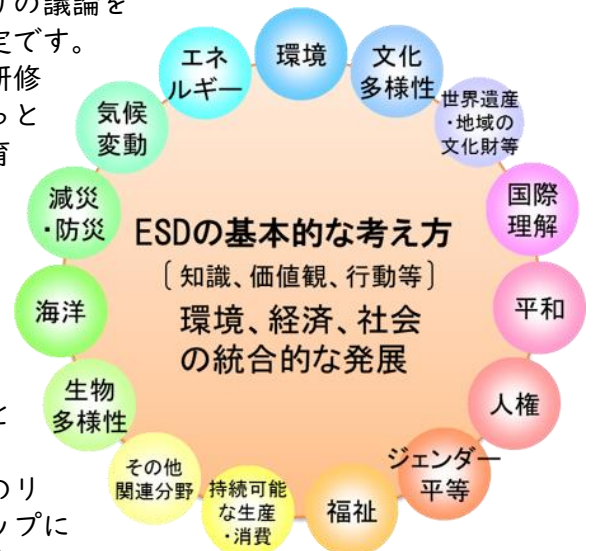 りの議論を
定です。
研修
っと
育
と
のリ
ップに
環境
文化
多様性
世界遺産
・地域の
文化財等
国際
理解
平和
人権
ジェンダー
平等
福祉
持続可能
な生産
・消費
その他
関連分野
生物
多様性
海洋
減災
・防災
気候
変動
エネ
ルギー
ESDの基本的な考え方
［知識、価値観、行動等］
環境、経済、社会
の統合的な発展